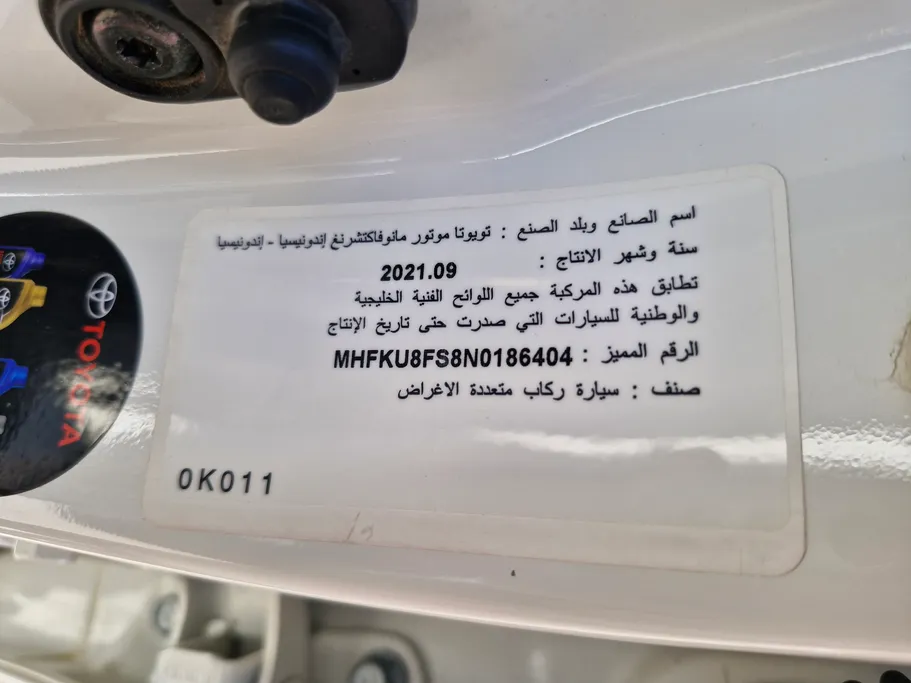 اسم الصانع وبلد الصنع : تويوتا موتور مانوفاكتشرنغ إندونيسيا - إندونيسيا
سنة وشهر الانتاج : 2021.09
تطابق هذه المركبة جميع اللوائح الفنية الخليجية
والوطنية للسيارات التي صدرت حتى تاريخ الإنتاج
الرقم المميز : MHFKU8FS8N0186404
صنف : سيارة ركاب متعددة الاغراض
0K011
TOYOTA